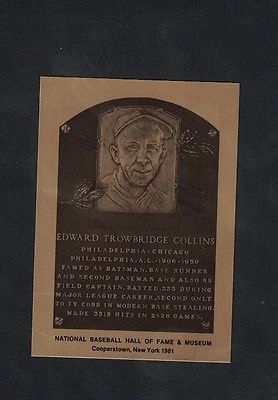 EDWARD TROWBRIDGE COLLINS
PHILADELPHIA-CHICAGO
PHILADELPHIA, A.L.-1906-1930
FAMED AS BATSMAN, BASE RUNNER
AND SECOND BASEMAN AND ALSO AS
FIELD CAPTAIN. BATTED .333 DURING
MAJOR LEAGUE CAREER, SECOND ONLY
TO TY COBB IN MODERN BASE STEALING.
MADE 3313 HITS IN 2826 GAMES.
NATIONAL BASEBALL HALL OF FAME & MUSEUM
Cooperstown, New York 1981